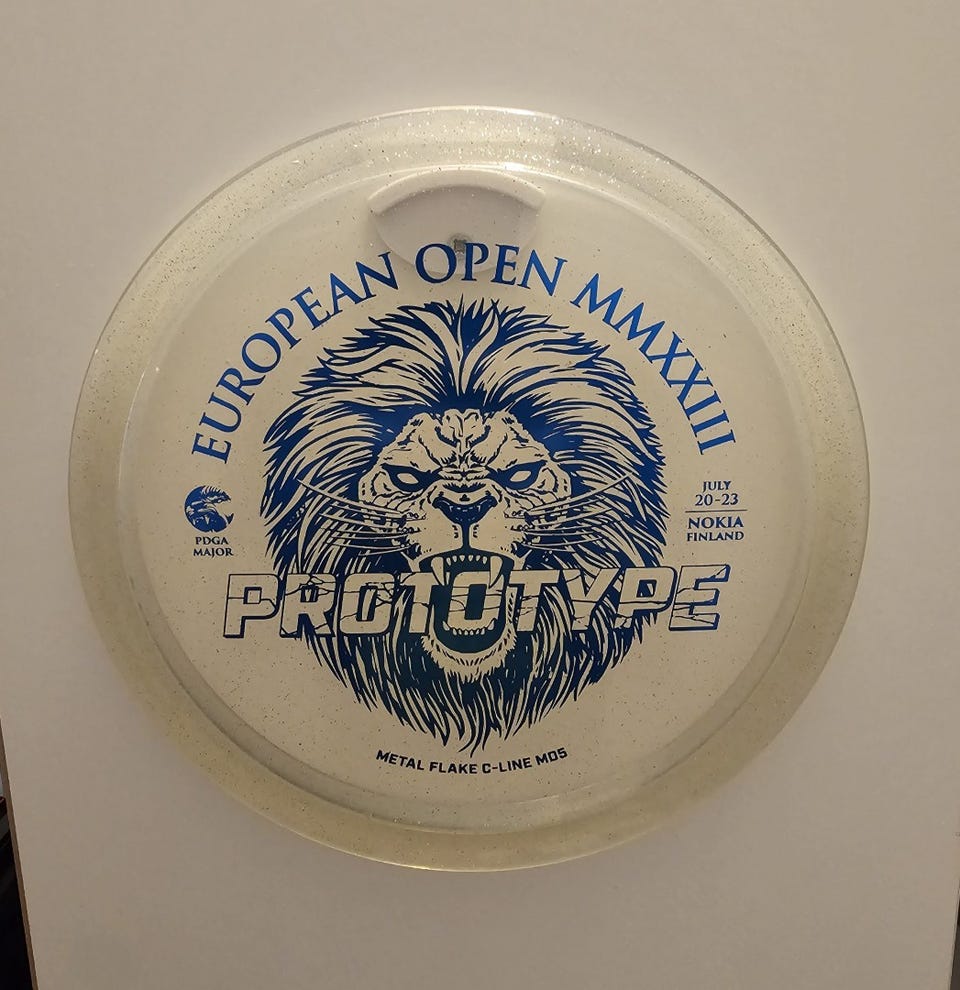 EUROPEAN OPEN MMXXIII
PDGA
MAJOR
JULY
20-23
NOKIA
FINLAND
PROTOTYPE
METAL FLAKE C-LINE MD5